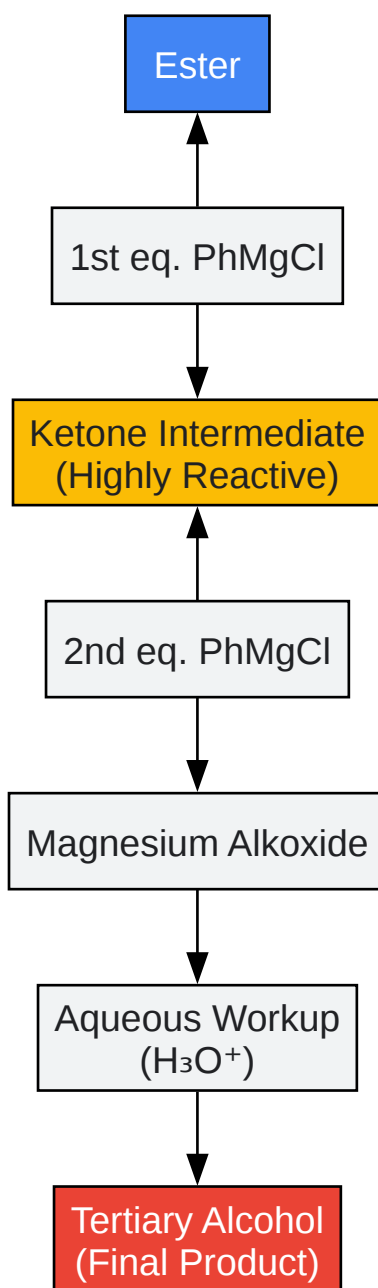 Ester
1st eq. PhMgCl
Ketone Intermediate
(Highly Reactive)
2nd eq. PhMgCl
Magnesium Alkoxide
Aqueous Workup
(H₃O⁺)
Tertiary Alcohol
(Final Product)